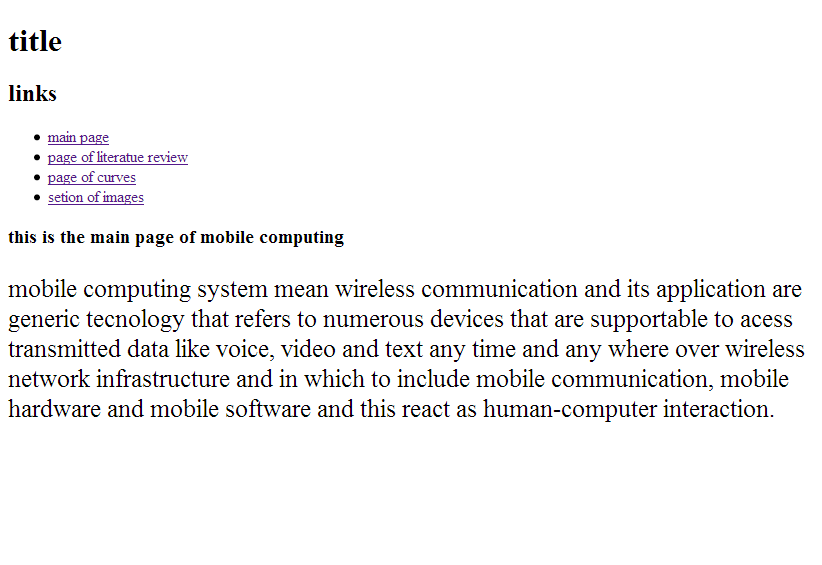 title
links
main page
page of literatue review
page of curves
setion of images
this is the main page of mobile computing
mobile computing system mean wireless communication and its application are
generic tecnology that refers to numerous devices that are supportable to acess
transmitted data like voice, video and text any time and any where over wireless
network infrastructure and in which to include mobile communication, mobile
hardware and mobile software and this react as human-computer interaction.